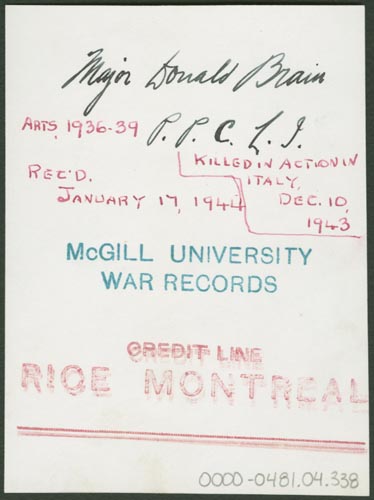 Major Donald Brain
ARTS, 1936-39 P. P. C. L. I.
KILLED IN ACTION IN
ITALY,
REC'D.
JANUARY 17, 1944
DEC. 10,
1943
McGILL UNIVERSITY
WAR RECORDS
CREDIT LINE
RICE MONTREAL
0000-0481.04.338